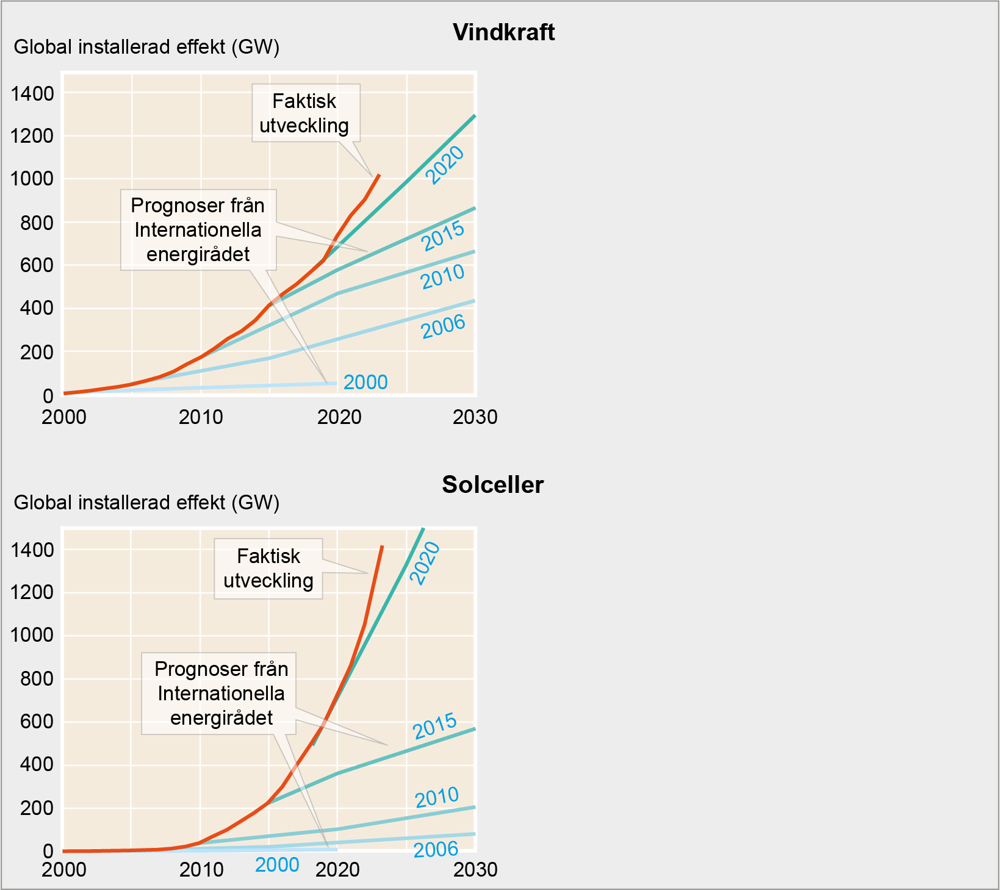 Vindkraft
Global installerad effekt (GW)
1400
1200
1000
800
600
400
200
0
Faktisk
utveckling
Prognoser från
Internationella
energirådet
2020
2015
2010
2006
2000
2000
2010
2020
2030
Solceller
Global installerad effekt (GW)
1400
1200
1000
800
600
400
200
0
Faktisk
utveckling
Prognoser från
Internationella
energirådet
2020
2015
2010
2006
2000
2000
2010
2020
2030